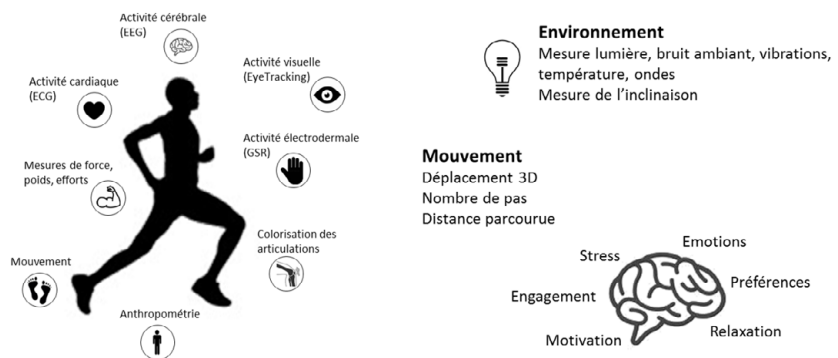 Activité cérébrale
(EEG)
Activité visuelle
(EyeTracking)
Activité cardiaque
(ECG)
Activité électrodermale
(GSR)
Mesures de force,
poids, efforts
Colorisation des
articulations
Mouvement
Anthropométrie
Environnement
Mesure lumière, bruit ambiant, vibrations,
température, ondes
Mesure de l'inclinaison
Mouvement
Déplacement 3D
Nombre de pas
Distance parcourue
Emotions
Stress
Préférences
Engagement
Relaxation
Motivation